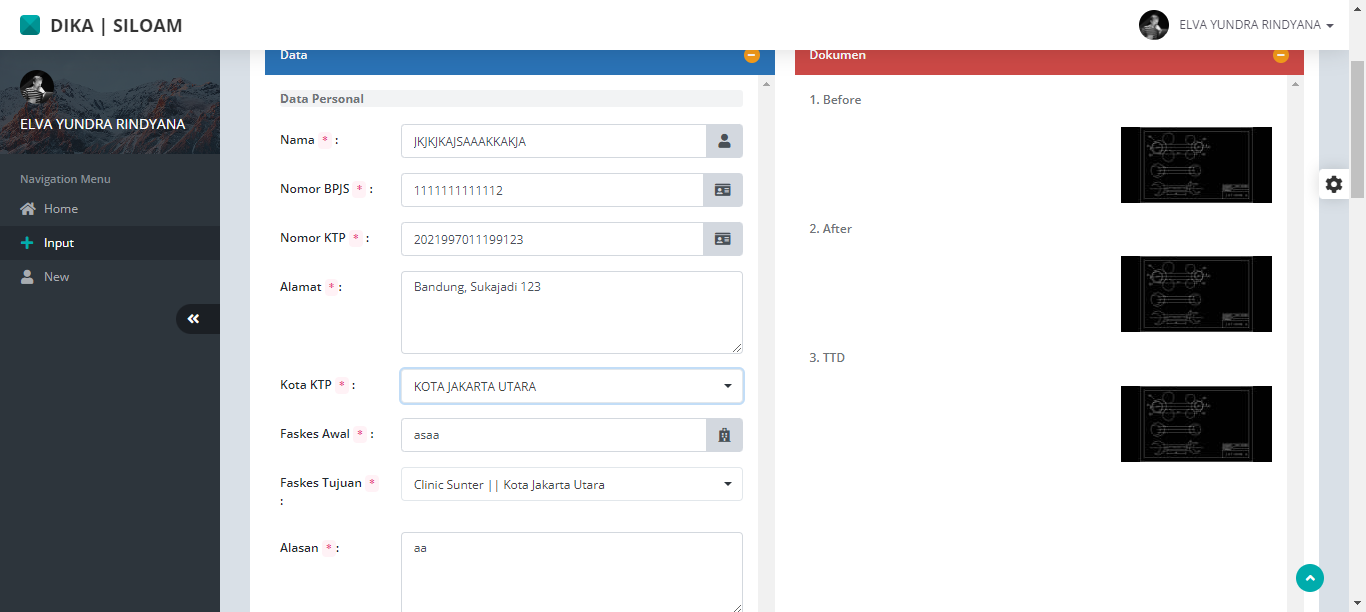 DIKA | SILOAM
ELVA YUNDRA RINDYANA
ELVA YUNDRA RINDYANA
Navigation Menu
Home
Input
New
Data
Data Personal
Nama * :
JKJKJKAJSAAAKKAKJA
Nomor BPJS * :
1111111111112
Nomor KTP * :
2021997011199123
Alamat * :
Bandung, Sukajadi 123
Kota KTP * :
KOTA JAKARTA UTARA
Faskes Awal * :
asaa
Faskes Tujuan *
:
Clinic Sunter || Kota Jakarta Utara
Alasan * :
aa
Dokumen
1. Before
2. After
3. TTD